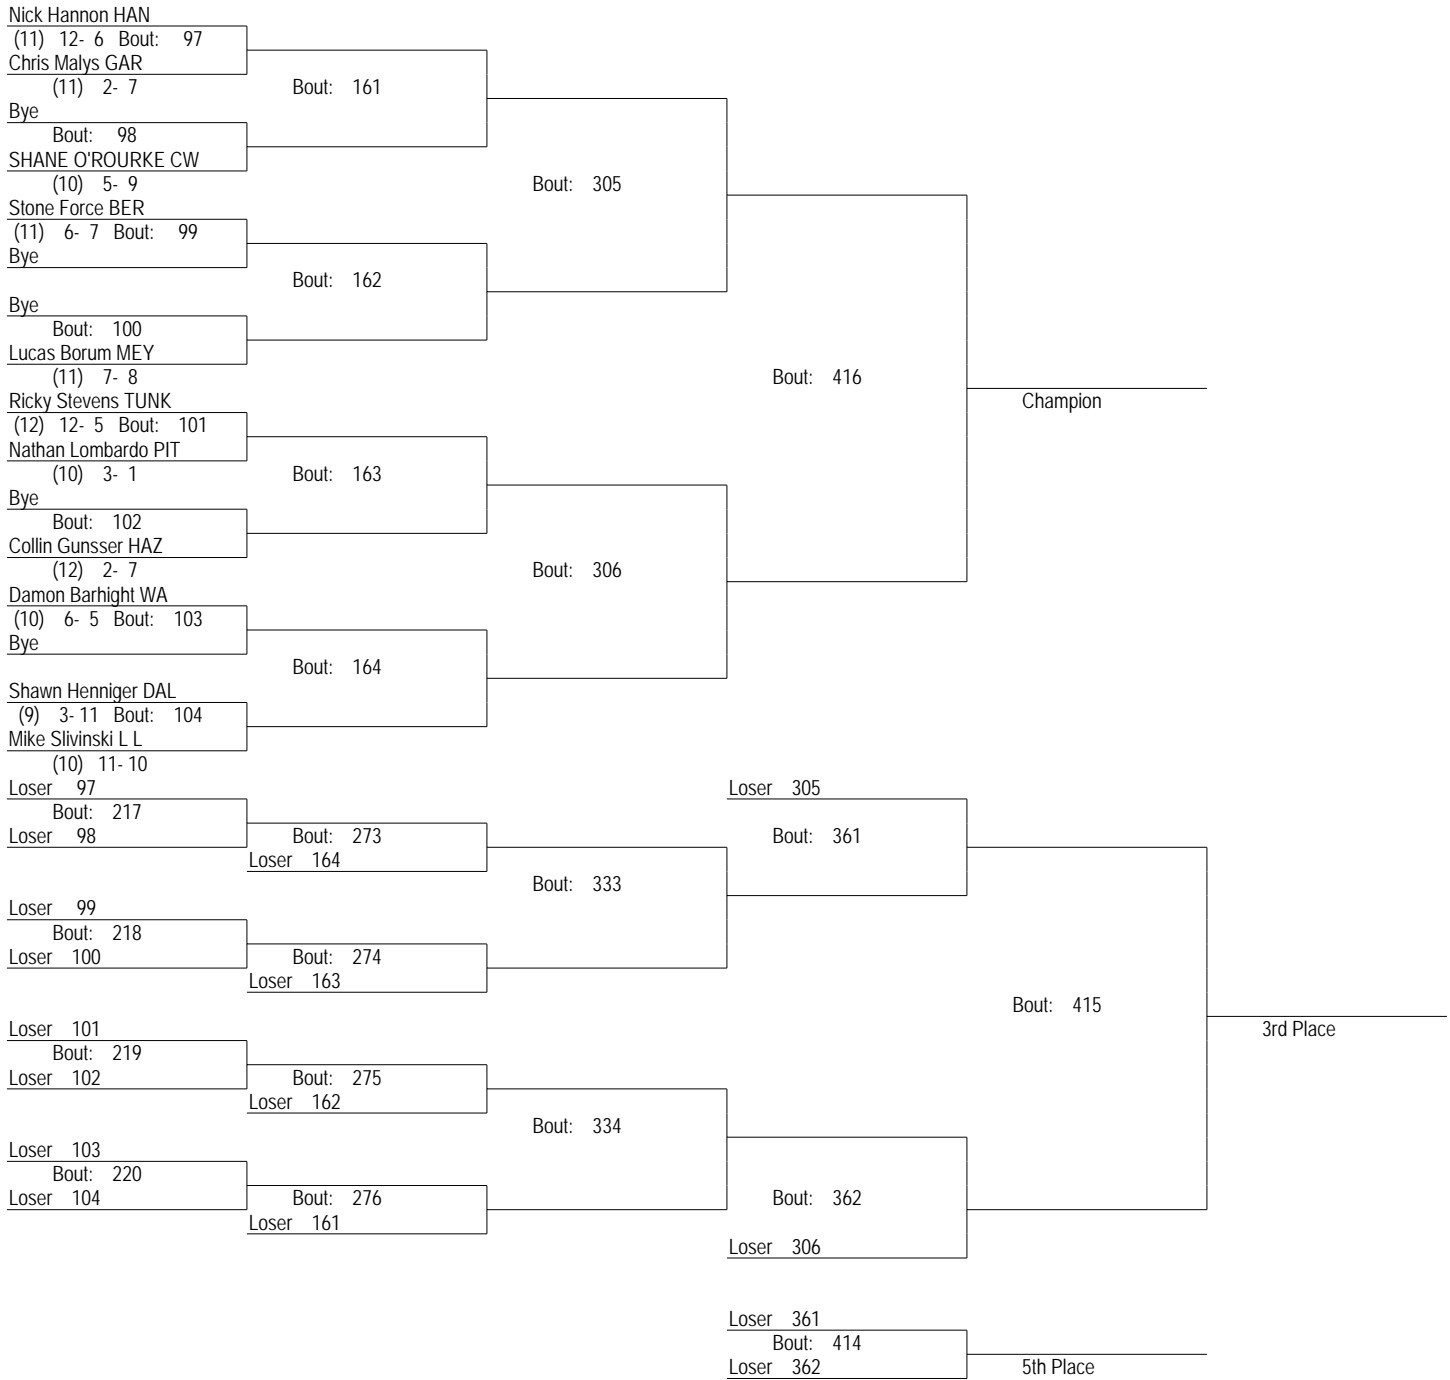 Nick Hannon HAN
(11) 12- 6 Bout: 97
Chris Malys GAR
(11) 2- 7
Bout: 161
Bye
Bout: 98
SHANE O'ROURKE CW
(10) 5- 9
Bout: 305
Stone Force BER
(11) 6- 7 Bout: 99
Bye
Bout: 162
Bye
Bout: 100
Lucas Borum MEY
(11) 7- 8
Bout: 416
Ricky Stevens TUNK
Champion
(12) 12- 5 Bout: 101
Nathan Lombardo PIT
(10) 3- 1
Bout: 163
Bye
Bout: 102
Collin Gunsser HAZ
(12) 2- 7
Bout: 306
Damon Barhight WA
(10) 6- 5 Bout: 103
Bye
Bout: 164
Shawn Henniger DAL
(9) 3- 11 Bout: 104
Mike Slivinski L L
(10) 11- 10
Loser 97
Loser 305
Bout: 217
Loser 98
Bout: 273
Bout: 361
Loser 164
Bout: 333
Loser 99
Bout: 218
Loser 100
Bout: 274
Loser 163
Bout: 415
Loser 101
3rd Place
Bout: 219
Loser 102
Bout: 275
Loser 162
Bout: 334
Loser 103
Bout: 220
Loser 104
Bout: 276
Bout: 362
Loser 161
Loser 306
Loser 361
Bout: 414
Loser 362
5th Place